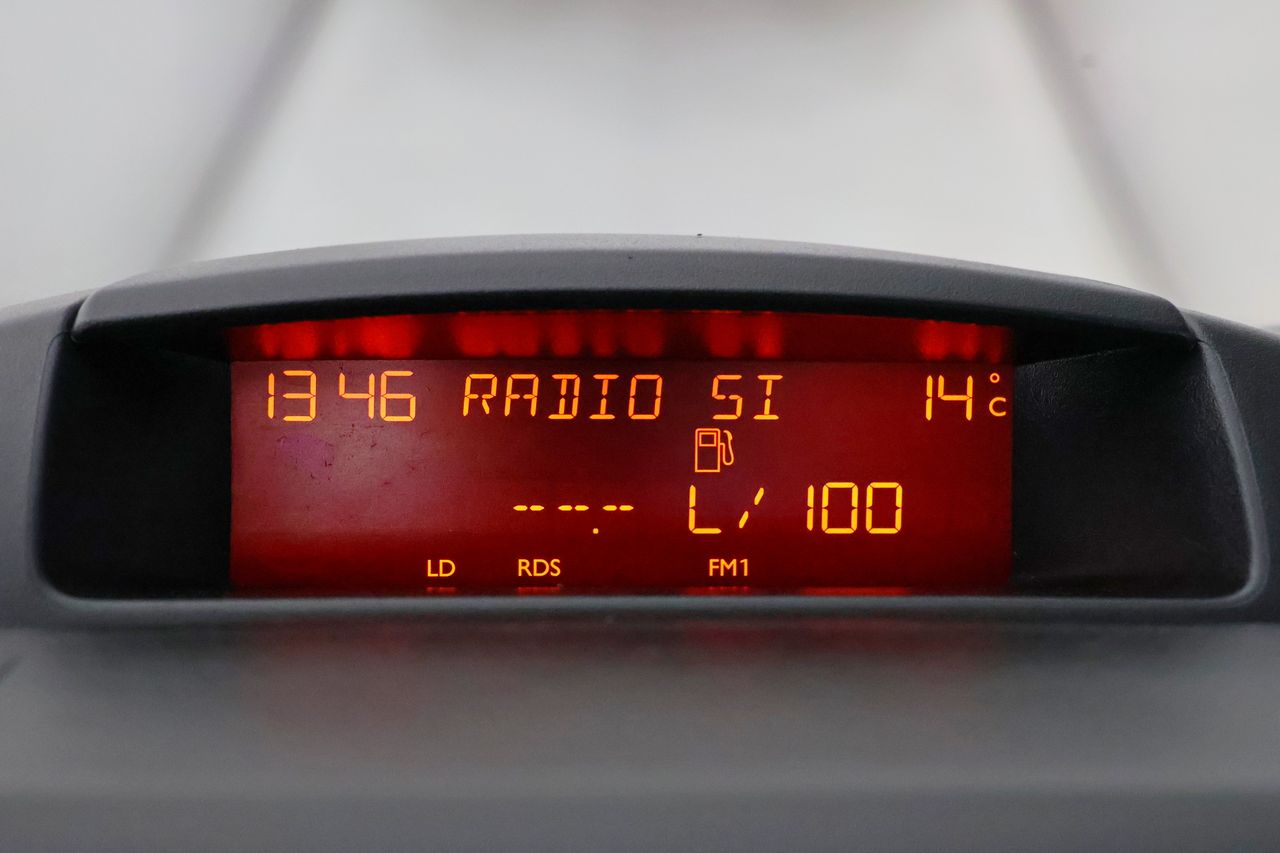 13 46 RADIO SI 14 °C
-- --.-- L/ 100
LD RDS FM1